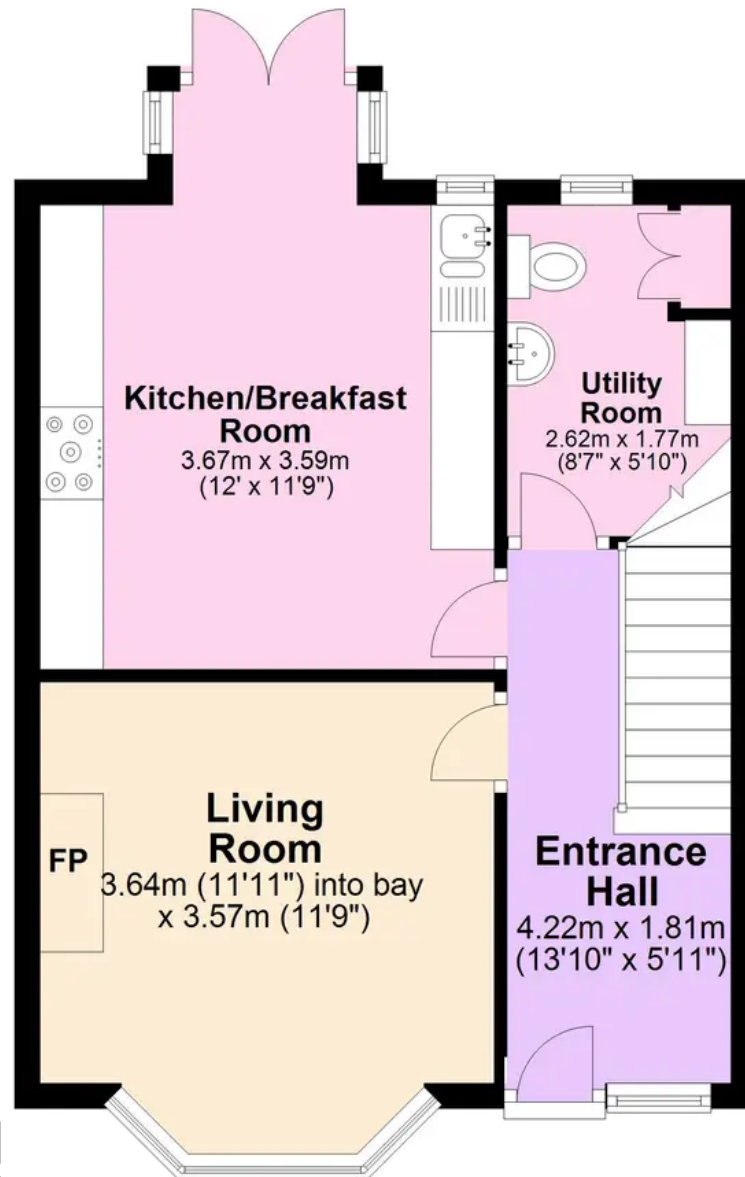 Kitchen/Breakfast
Room
3.67m x 3.59m
(12' x 11'9")
Utility
Room
2.62m x 1.77m
(8'7" x 5'10")
Living
Room
3.64m (11'11") into bay
x 3.57m (11'9")
FP
Entrance
Hall
4.22m x 1.81m
(13'10" x 5'11")